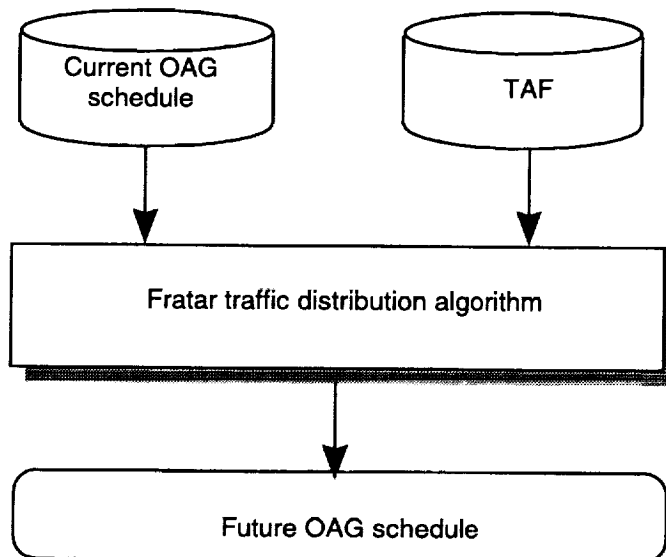 Current OAG
schedule
TAF
Fratar traffic distribution algorithm
Future OAG schedule